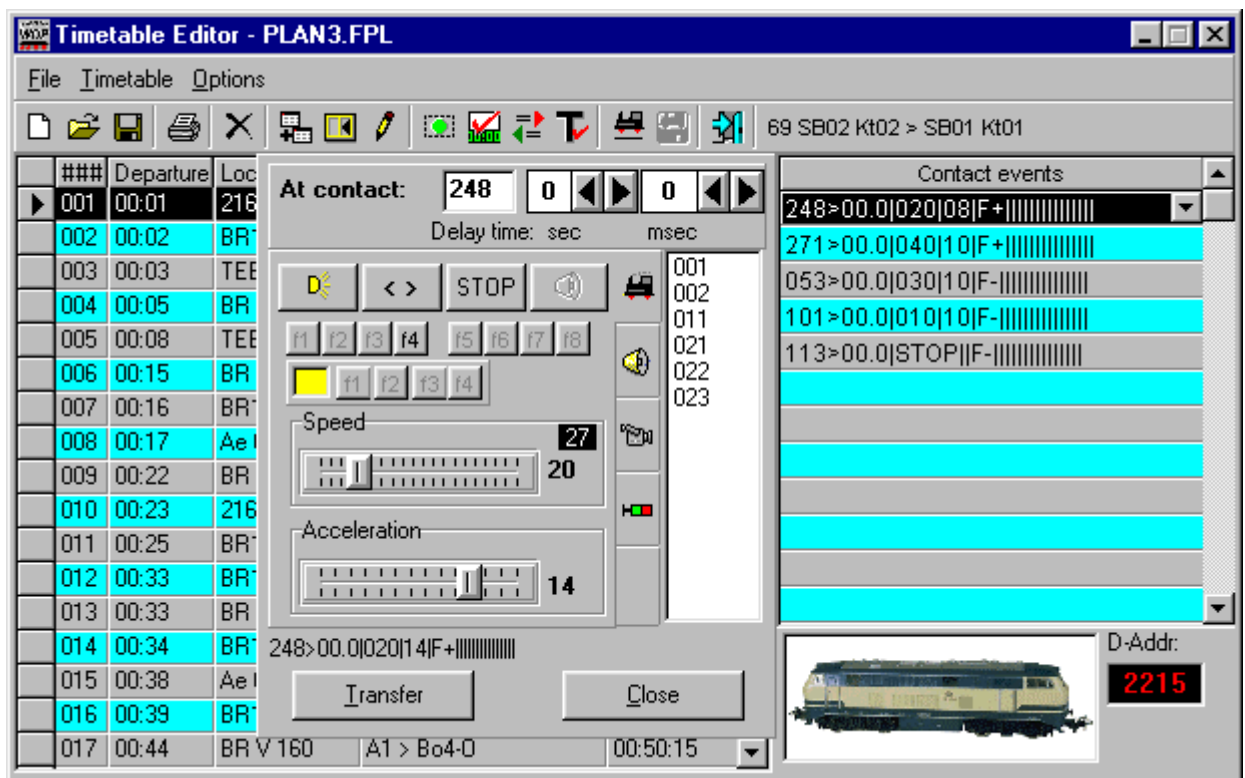 Timetable Editor - PLAN3.FPL
File Timetable Options
69 SB02 Kt02 > SB01 Kt01
### Departure Loc
001 00:01 216
002 00:02 BR
003 00:03 TEE
004 00:05 BR
005 00:08 TEE
006 00:15 BR
007 00:16 BR
008 00:17 Ae
009 00:22 BR
010 00:23 216
011 00:25 BR
012 00:33 BR
013 00:33 BR
014 00:34 BR
015 00:38 Ae
016 00:39 BR
017 00:44 BR V 160 A1 > Bo4-O 00:50:15
At contact: 248 0 0
Delay time: sec msec
D < > STOP
f1 f2 f3 f4 f5 f6 f7 f8
f1 f2 f3 f4
Speed
27
20
Acceleration
14
001
002
011
021
022
023
248>00.0|020|14|F+||||||||||||||
Transfer Close
Contact events
248>00.0|020|08|F+|||||||||||||||
271>00.0|040|10|F+|||||||||||||||
053>00.0|030|10|F-|||||||||||||||
101>00.0|010|10|F-|||||||||||||||
113>00.0|STOP||F-|||||||||||||||
D-Addr:
2215